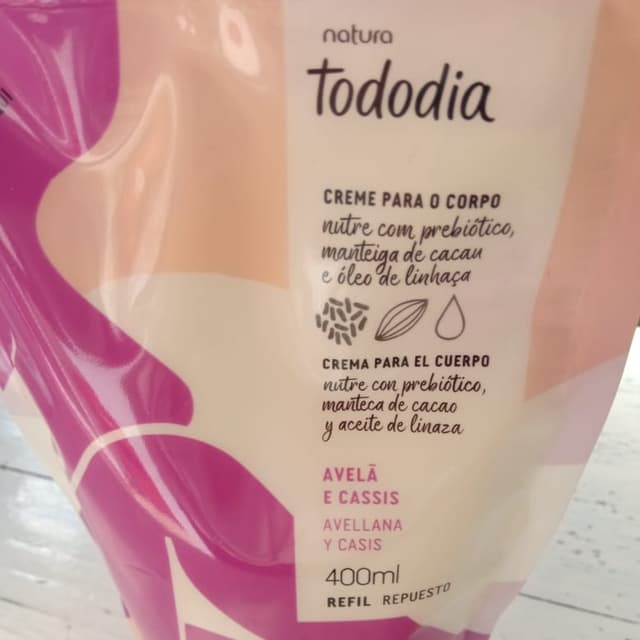 natura
Tododia
CREME PARA O CORPO
nutre com prebiótico,
manteiga de cacau
e óleo de linhaça
CREMA PARA EL CUERPO
nutre con prebiótico,
manteca de cacao
y aceite de linaza
AVELÃ
E CASSIS
AVELLANA
Y CASIS
400ml
REFIL REPUESTO